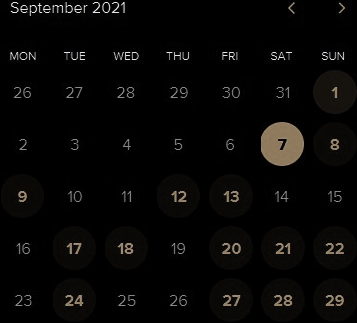 September 2021
MON TUE WED THU FRI SAT SUN
26 27 28 29 30 31 1
2 3 4 5 6 7 8
9 10 11 12 13 14 15
16 17 18 19 20 21 22
23 24 25 26 27 28 29